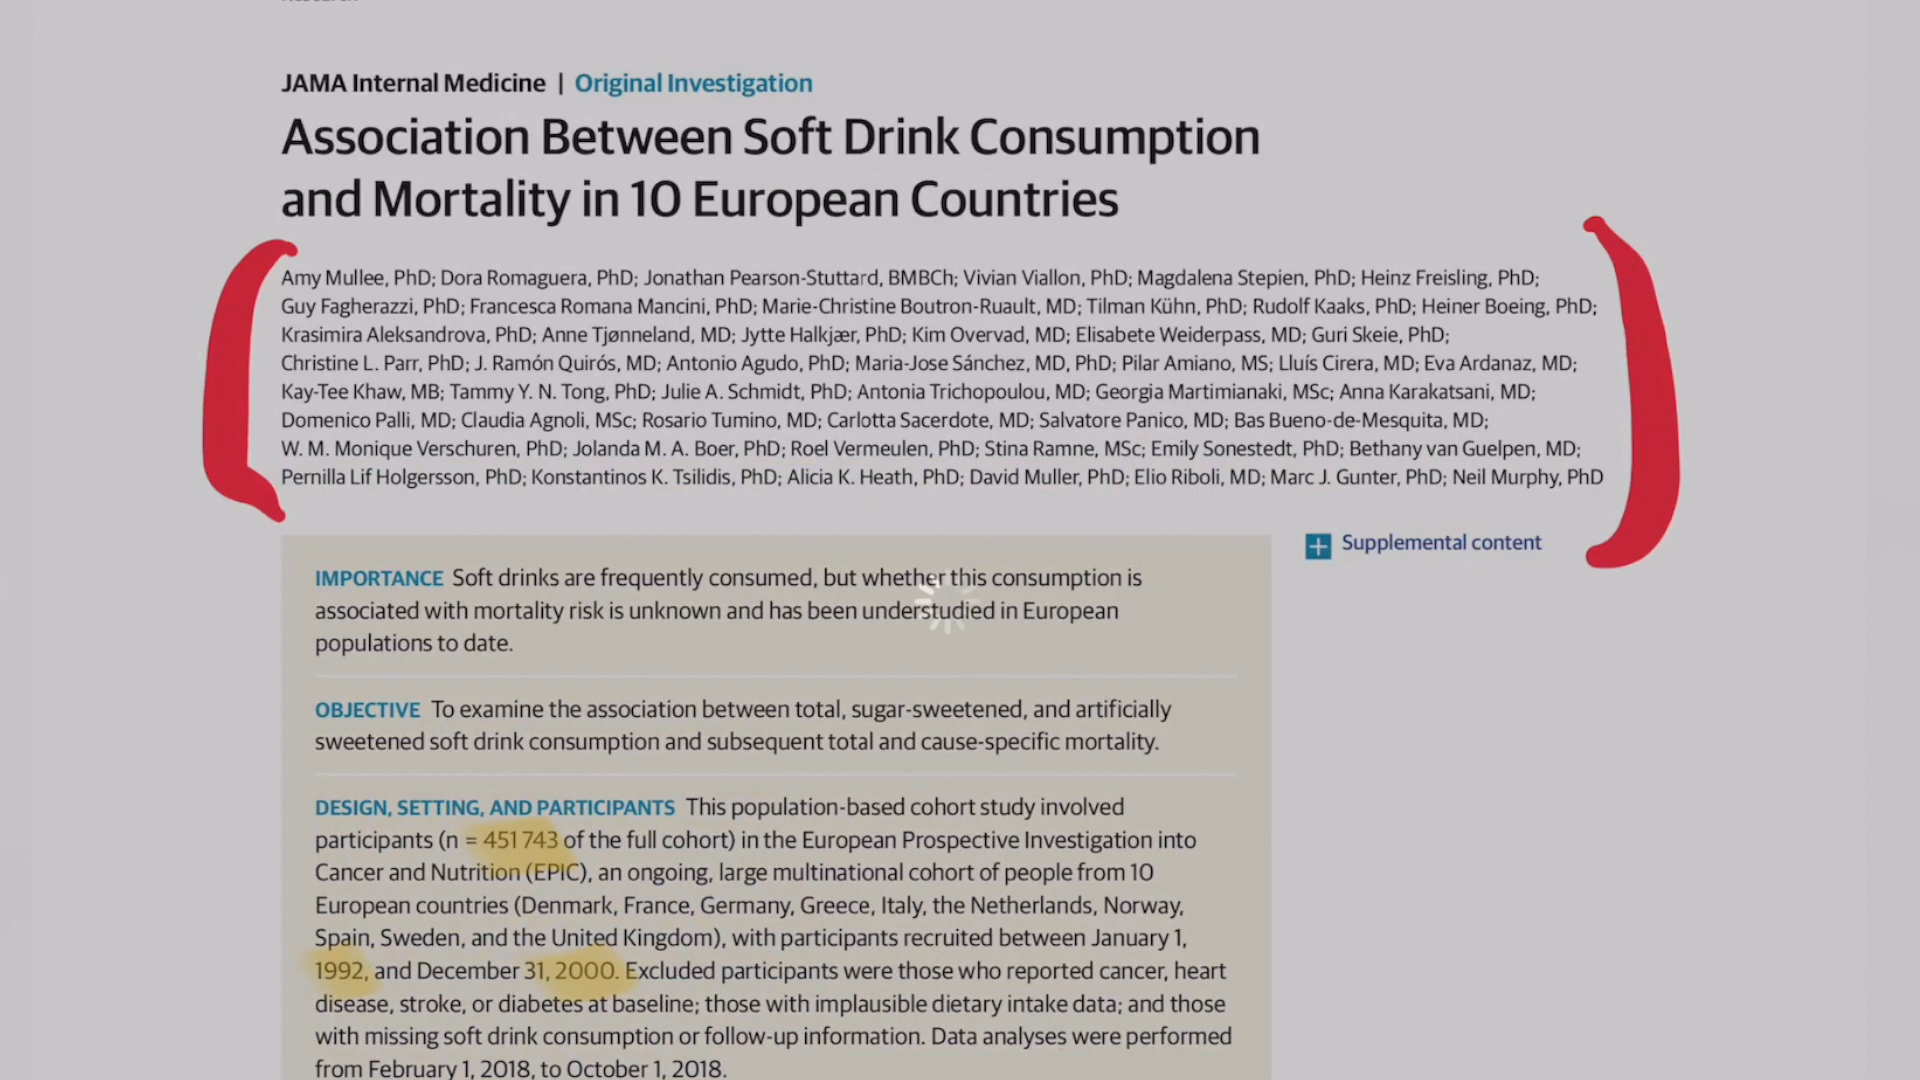 JAMA Internal Medicine | Original Investigation
Association Between Soft Drink Consumption
and Mortality in 10 European Countries
Amy Mullee, PhD; Dora Romaguera, PhD; Jonathan Pearson-Stuttard, BMBCh; Vivian Viallon, PhD; Magdalena Stepien, PhD; Heinz Freisling, PhD;
Guy Fagherazzi, PhD; Francesca Romana Mancini, PhD; Marie-Christine Boutron-Ruault, MD; Tilman Kühn, PhD; Rudolf Kaaks, PhD; Heiner Boeing, PhD;
Krasimira Aleksandrova, PhD; Anne Tjønneland, MD; Jytte Halkjær, PhD; Kim Overvad, MD; Elisabete Weiderpass, MD; Guri Skeie, PhD;
Christine L. Parr, PhD; J. Ramón Quirós, MD; Antonio Agudo, PhD; Maria-Jose Sánchez, MD, PhD; Pilar Amiano, MS; Lluís Cirera, MD; Eva Ardanaz, MD;
Kay-Tee Khaw, MB; Tammy Y. N. Tong, PhD; Julie A. Schmidt, PhD; Antonia Trichopoulou, MD; Georgia Martimianaki, MSc; Anna Karakatsani, MD;
Domenico Palli, MD; Claudia Agnoli, MSc; Rosario Tumino, MD; Carlotta Sacerdote, MD; Salvatore Panico, MD; Bas Bueno-de-Mesquita, MD;
W. M. Monique Verschuren, PhD; Jolanda M. A. Boer, PhD; Roel Vermeulen, PhD; Stina Ramne, MSc; Emily Sonestedt, PhD; Bethany van Guelpen, MD;
Pernilla Lif Holgersson, PhD; Konstantinos K. Tsilidis, PhD; Alicia K. Heath, PhD; David Muller, PhD; Elio Riboli, MD; Marc J. Gunter, PhD; Neil Murphy, PhD
Supplemental content
IMPORTANCE Soft drinks are frequently consumed, but whether this consumption is
associated with mortality risk is unknown and has been understudied in European
populations to date.
OBJECTIVE To examine the association between total, sugar-sweetened, and artificially
sweetened soft drink consumption and subsequent total and cause-specific mortality.
DESIGN, SETTING, AND PARTICIPANTS This population-based cohort study involved
participants (n = 451 743 of the full cohort) in the European Prospective Investigation into
Cancer and Nutrition (EPIC), an ongoing, large multinational cohort of people from 10
European countries (Denmark, France, Germany, Greece, Italy, the Netherlands, Norway,
Spain, Sweden, and the United Kingdom), with participants recruited between January 1,
1992, and December 31, 2000. Excluded participants were those who reported cancer, heart
disease, stroke, or diabetes at baseline; those with implausible dietary intake data; and those
with missing soft drink consumption or follow-up information. Data analyses were performed
from February 1, 2018, to October 1, 2018.